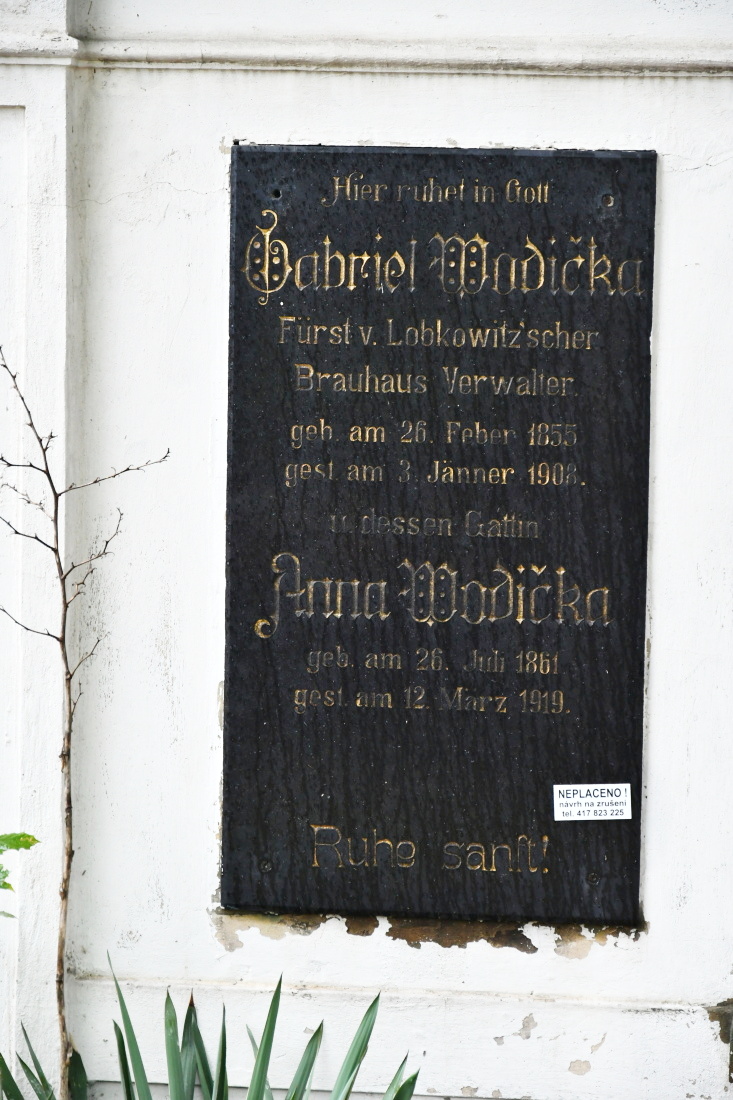 Hier ruhet in Gott
Gabriel Wodička
Fürst v. Lobkowitz'scher
Brauhaus Verwalter.
geb. am 26. Feber 1855
gest am 3. Jänner 1908.
u. dessen Gattin
Anna Wodička
geb. am 26. Juli 1861
gest. am 12. März 1919.
NEPLACENO !
návrh na zrušení
tel. 417 823 225
Ruhe sanft!